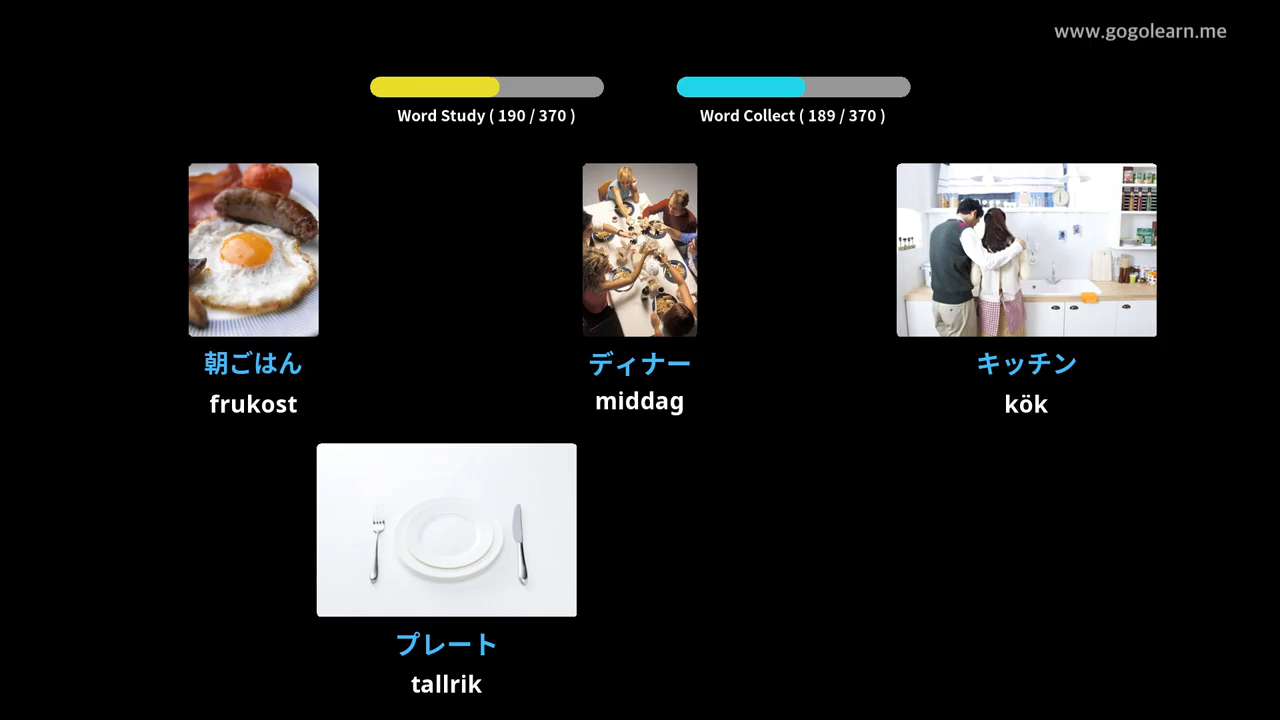 www.gogolearn.me
Word Study ( 190 / 370 )
Word Collect ( 189 / 370 )
朝ごはん
frukost
ディナー
middag
キッチン
kök
プレート
tallrik